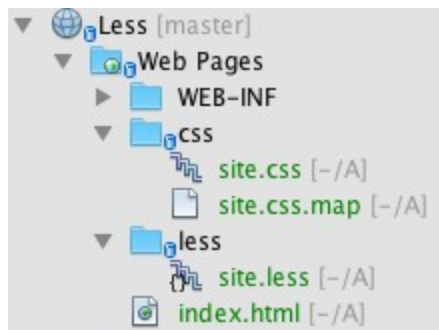 Less [master]
Web Pages
WEB-INF
css
site.css [-/A]
site.css.map [-/A]
less
site.less [-/A]
index.html [-/A]